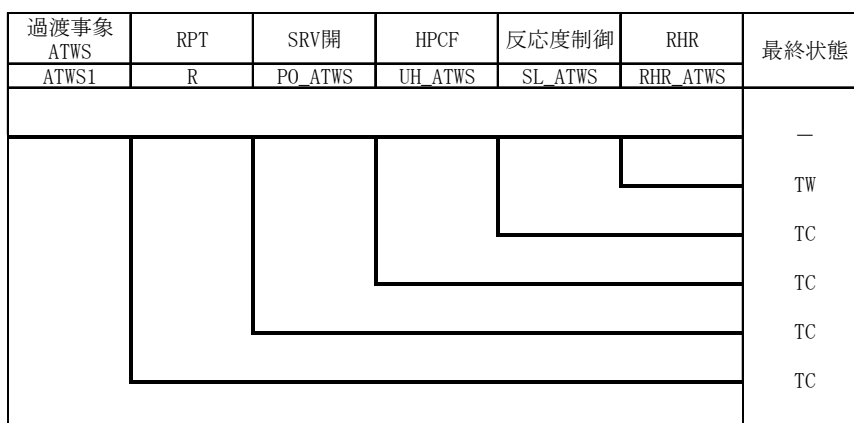 過渡事象
ATWS
RPT
SRV開
HPCF
反応度制御
RHR
最終状態
ATWS1
R
PO_ATWS
UH_ATWS
SL_ATWS
RHR_ATWS
－
TW
TC
TC
TC
TC